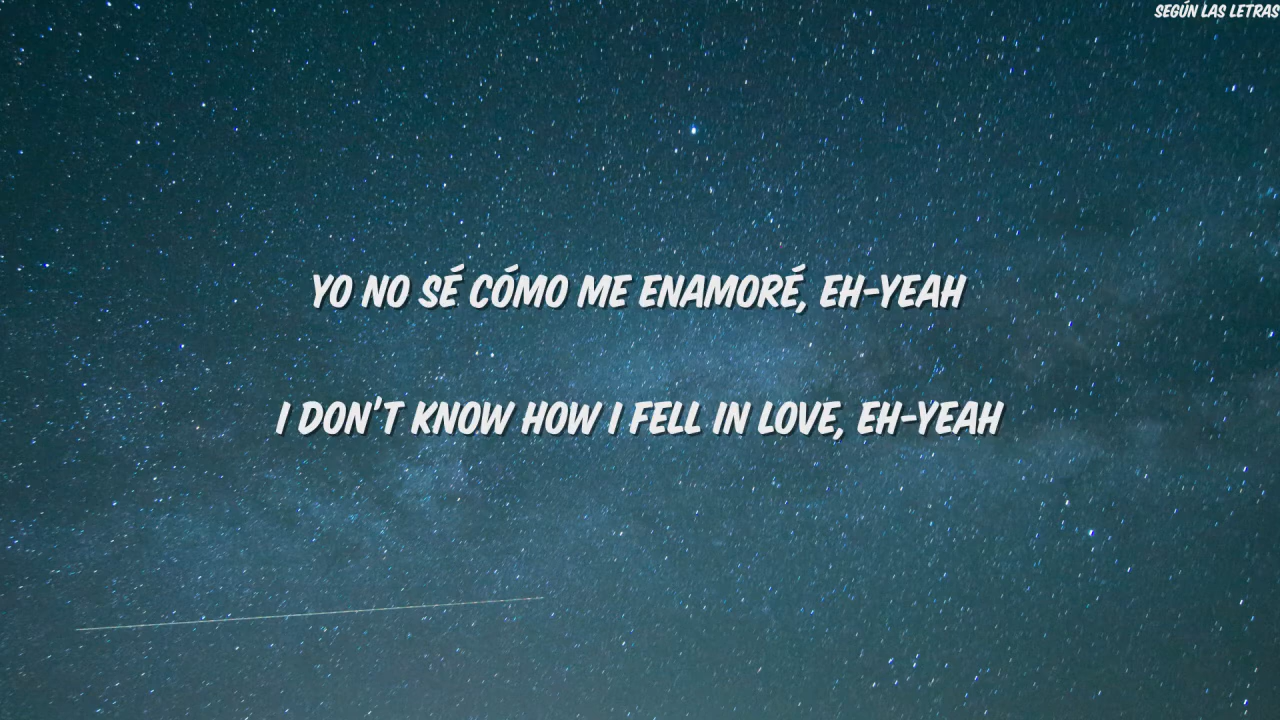 SEGÚN LAS LETRAS
YO NO SÉ CÓMO ME ENAMORÉ, EH-YEAH
I DON'T KNOW HOW I FELL IN LOVE, EH-YEAH